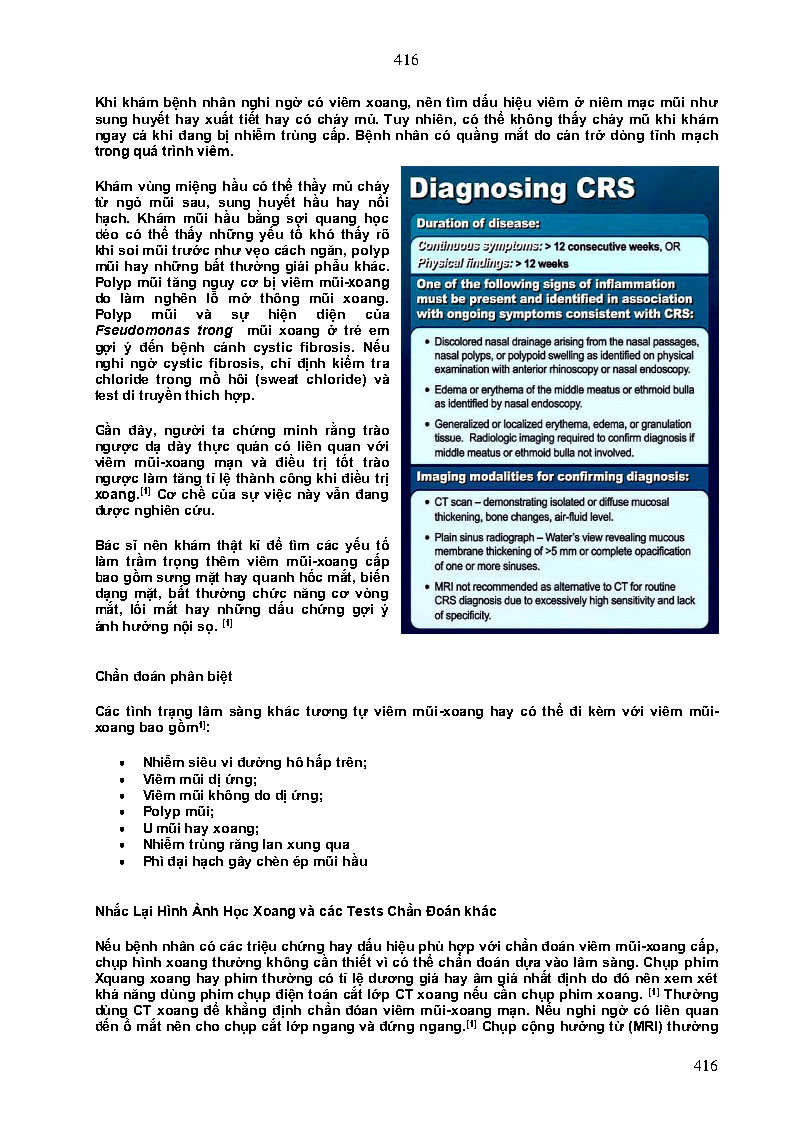 416
Khi khám bệnh nhân nghi ngờ có viêm xoang, nên tìm dấu hiệu viêm ở niêm mạc mũi như
sung huyết hay xuất tiết hay có chảy mủ. Tuy nhiên, có thể không thấy chảy mũ khi khám
ngay cả khi đang bị nhiễm trùng cấp. Bệnh nhân có quầng mắt do cản trở dòng tĩnh mạch
trong quá trình viêm.
Khám vùng miệng hầu có thể thầy mủ chảy
từ ngỏ mũi sau, sung huyết hầu hay nổi
hạch. Khám mũi hầu bằng sợi quang học
dẻo có thể thấy những yếu tố khó thấy rõ
khi soi mũi trước như vẹo cách ngăn, polyp
mũi hay những bất thường giải phẩu khác.
Polyp mũi tăng nguy cơ bị viêm mũi-xoang
do làm nghẽn lỗ mở thông mũi xoang.
Polyp mũi và sự hiện diện của
Fseudomonas trong mũi xoang ở trẻ em
gợi ý đến bệnh cảnh cystic fibrosis. Nếu
nghi ngờ cystic fibrosis, chỉ định kiểm tra
chloride trong mồ hôi (sweat chloride) và
test di truyền thích hợp.
Gần đây, người ta chứng minh rằng trào
ngược dạ dày thực quản có liên quan với
viêm mũi-xoang mạn và điều trị tốt trào
ngược làm tăng tỉ lệ thành công khi điều trị
xoang.[1] Cơ chế của sự việc này vẫn đang
được nghiên cứu.
Bác sĩ nên khám thật kĩ để tìm các yếu tố
làm trầm trọng thêm viêm mũi-xoang cấp
bao gồm sưng mặt hay quanh hốc mắt, biến
dạng mặt, bất thường chức năng cơ vòng
mắt, lồi mắt hay những dấu chứng gợi ý
ảnh hưởng nội sọ. [1]
Diagnosing CRS
Duration of disease:
Continuous symptoms: > 12 consecutive weeks, OR
Physical findings: > 12 weeks
One of the following signs of inflammation
must be present and identified in association
with ongoing symptoms consistent with CRS:
• Discolored nasal drainage arising from the nasal passages,
nasal polyps, or polypoid swelling as identified on physical
examination with anterior rhinoscopy or nasal endoscopy.
• Edema or erythema of the middle meatus or ethmoid bulla
as identified by nasal endoscopy.
• Generalized or localized erythema, edema, or granulation
tissue. Radiologic imaging required to confirm diagnosis if
middle meatus or ethmoid bulla not involved.
Imaging modalities for confirming diagnosis:
• CT scan – demonstrating isolated or diffuse mucosal
thickening, bone changes, air-fluid level.
• Plain sinus radiograph – Water's view revealing mucous
membrane thickening of >5 mm or complete opacification
of one or more sinuses.
• MRI not recommended as alternative to CT for routine
CRS diagnosis due to excessively high sensitivity and lack
of specificity.
Chẩn đoán phân biệt
Các tình trạng lâm sàng khác tương tự viêm mũi-xoang hay có thể đi kèm với viêm mũi-
xoang bao gồm1]:
• Nhiễm siêu vi đường hô hấp trên;
• Viêm mũi dị ứng;
• Viêm mũi không do dị ứng;
• Polyp mũi;
• U mũi hay xoang;
• Nhiễm trùng răng lan xung qua
• Phì đại hạch gây chèn ép mũi hầu
Nhắc Lại Hình Ảnh Học Xoang và các Tests Chẩn Đoán khác
Nếu bệnh nhân có các triệu chứng hay dấu hiệu phù hợp với chẩn đoán viêm mũi-xoang cấp,
chụp hình xoang thường không cần thiết vì có thể chẩn đoán dựa vào lâm sàng. Chụp phim
Xquang xoang hay phim thường có tỉ lệ dương giả hay âm giả nhất định do đó nên xem xét
khả năng dùng phim chụp điện toán cắt lớp CT xoang nếu cần chụp phim xoang. [1] Thường
dùng CT xoang để khẳng định chẩn đóan viêm mũi-xoang mạn. Nếu nghi ngờ có liên quan
đến ổ mắt nên cho chụp cắt lớp ngang và đứng ngang.[1] Chụp cộng hưởng từ (MRI) thường
416